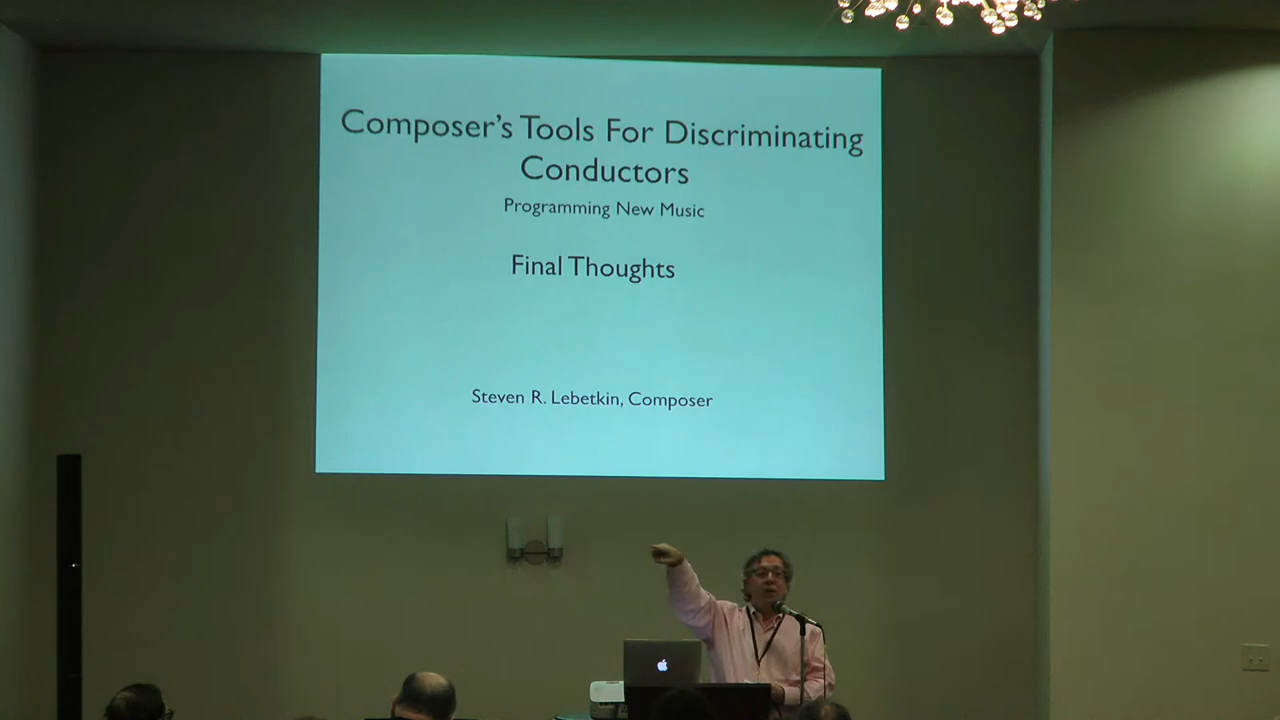 Composer's Tools For Discriminating
Conductors
Programming New Music
Final Thoughts
Steven R. Lebetkin, Composer